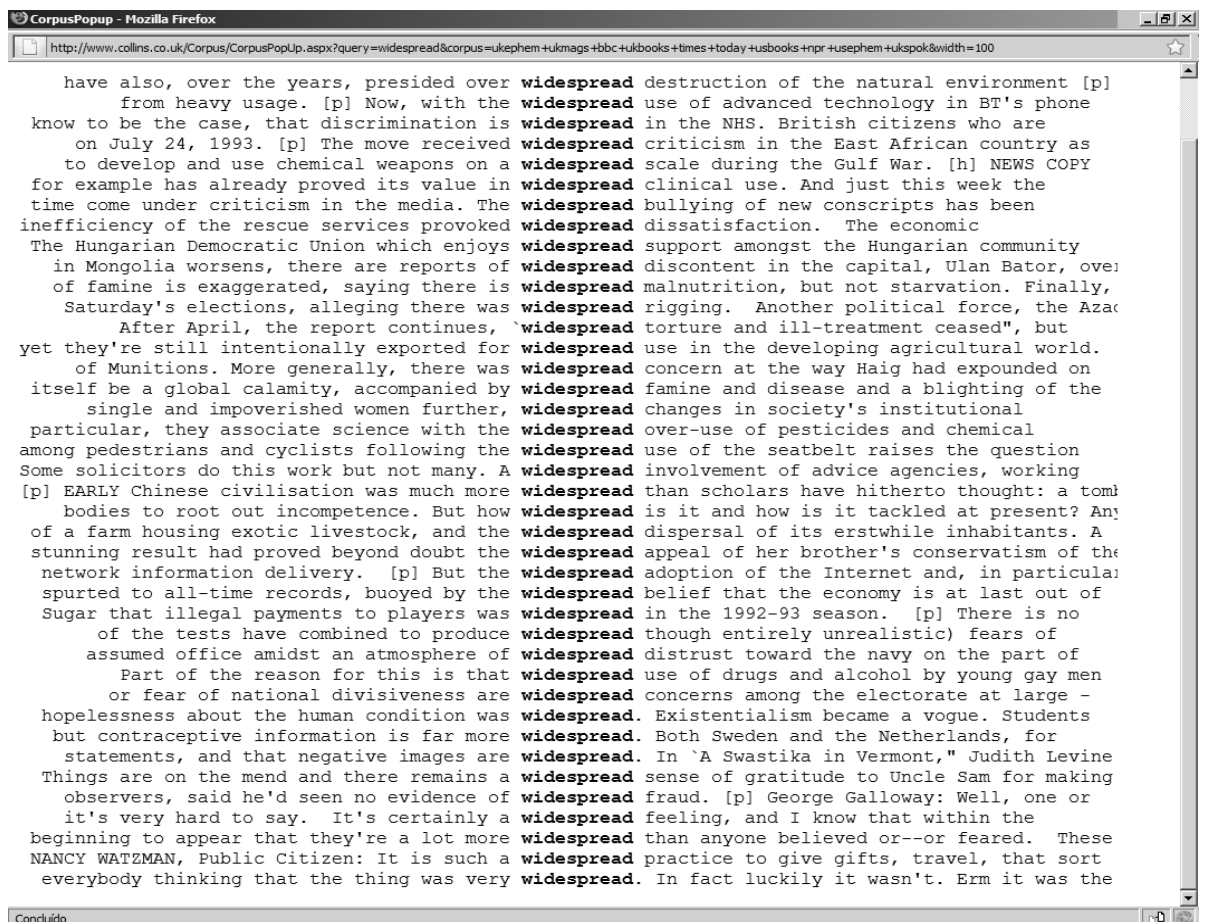 CorpusPopup - Mozilla Firefox
http://www.collins.co.uk/Corpus/CorpusPopUp.aspx?query=widespread&corpus=ukephem+ukmags+bbc+ukbooks+times+today+usbooks+npr+usephem+ukspok&width=100
have also, over the years, presided over widespread destruction of the natural environment [p]
from heavy usage. [p] Now, with the widespread use of advanced technology in BT's phone
know to be the case, that discrimination is widespread in the NHS. British citizens who are
on July 24, 1993. [p] The move received widespread criticism in the East African country as
to develop and use chemical weapons on a widespread scale during the Gulf War. [h] NEWS COPY
for example has already proved its value in widespread clinical use. And just this week the
time come under criticism in the media. The widespread bullying of new conscripts has been
inefficiency of the rescue services provoked widespread dissatisfaction. The economic
The Hungarian Democratic Union which enjoys widespread support amongst the Hungarian community
in Mongolia worsens, there are reports of widespread discontent in the capital, Ulan Bator, over
of famine is exaggerated, saying there is widespread malnutrition, but not starvation. Finally,
Saturday's elections, alleging there was widespread rigging. Another political force, the Azad
After April, the report continues, `widespread torture and ill-treatment ceased", but
yet they're still intentionally exported for widespread use in the developing agricultural world.
of Munitions. More generally, there was widespread concern at the way Haig had expounded on
itself be a global calamity, accompanied by widespread famine and disease and a blighting of the
single and impoverished women further, widespread changes in society's institutional
particular, they associate science with the widespread over-use of pesticides and chemical
among pedestrians and cyclists following the widespread use of the seatbelt raises the question
Some solicitors do this work but not many. A widespread involvement of advice agencies, working
[p] EARLY Chinese civilisation was much more widespread than scholars have hitherto thought: a tomb
bodies to root out incompetence. But how widespread is it and how is it tackled at present? Any
of a farm housing exotic livestock, and the widespread dispersal of its erstwhile inhabitants. A
stunning result had proved beyond doubt the widespread appeal of her brother's conservatism of the
network information delivery. [p] But the widespread adoption of the Internet and, in particular
spurted to all-time records, buoyed by the widespread belief that the economy is at last out of
Sugar that illegal payments to players was widespread in the 1992-93 season. [p] There is no
of the tests have combined to produce widespread though entirely unrealistic) fears of
assumed office amidst an atmosphere of widespread distrust toward the navy on the part of
Part of the reason for this is that widespread use of drugs and alcohol by young gay men
or fear of national divisiveness are widespread concerns among the electorate at large -
hopelessness about the human condition was widespread. Existentialism became a vogue. Students
but contraceptive information is far more widespread. Both Sweden and the Netherlands, for
statements, and that negative images are widespread. In `A Swastika in Vermont," Judith Levine
Things are on the mend and there remains a widespread sense of gratitude to Uncle Sam for making
observers, said he'd seen no evidence of widespread fraud. [p] George Galloway: Well, one or
it's very hard to say. It's certainly a widespread feeling, and I know that within the
beginning to appear that they're a lot more widespread than anyone believed or--or feared. These
NANCY WATZMAN, Public Citizen: It is such a widespread practice to give gifts, travel, that sort
everybody thinking that the thing was very widespread. In fact luckily it wasn't. Erm it was the
Concluído